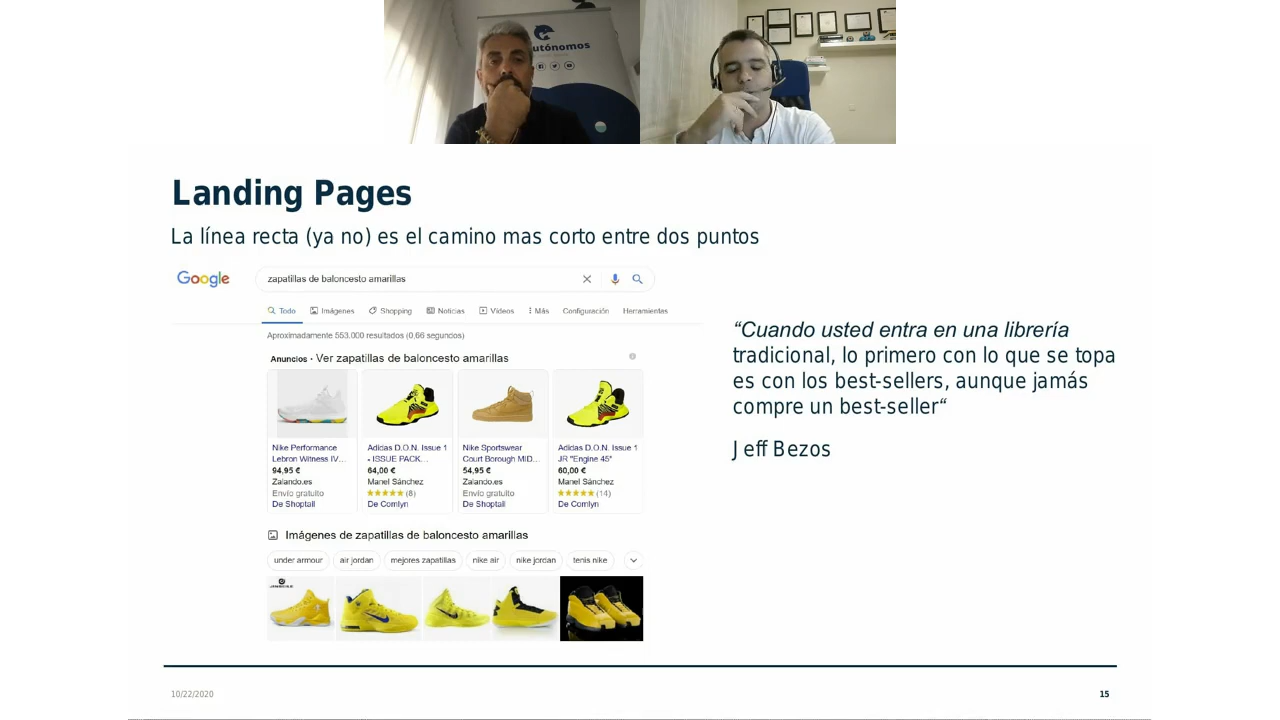 utónomos
Landing Pages
La línea recta (ya no) es el camino mas corto entre dos puntos
Google
zapatillas de baloncesto amarillas
Todo Imágenes Shopping Noticias Vídeos Más Configuración Herramientas
Aproximadamente 553.000 resultados (0,66 segundos)
Anuncios · Ver zapatillas de baloncesto amarillas
Nike Performance
Lebron Witness IV...
94,95 €
Zalando.es
Envío gratuito
De Shoptail
Adidas D.O.N. Issue 1
- ISSUE PACK...
64,00 €
Manel Sánchez
(8)
De Comlyn
Nike Sportswear
Court Borough MID...
54,95 €
Zalando.es
Envío gratuito
De Shoptail
Adidas D.O.N. Issue 1
JR "Engine 45"
60,00 €
Manel Sánchez
(14)
De Comlyn
Imágenes de zapatillas de baloncesto amarillas
under armour air jordan mejores zapatillas nike air nike jordan tenis nike
“Cuando usted entra en una librería
tradicional, lo primero con lo que se topa
es con los best-sellers, aunque jamás
compre un best-seller“
Jeff Bezos
10/22/2020
15